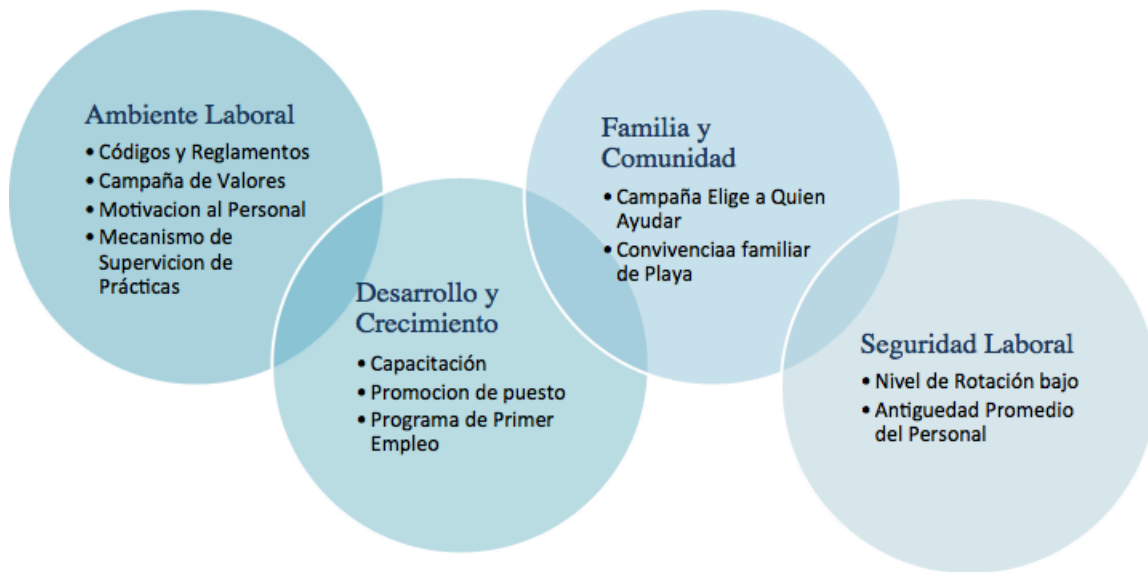 Ambiente Laboral
• Códigos y Reglamentos
• Campaña de Valores
• Motivacion al Personal
• Mecanismo de
Supervicion de
Prácticas
Desarrollo y
Crecimiento
• Capacitación
• Promocion de puesto
• Programa de Primer
Empleo
Familia y
Comunidad
• Campaña Elige a Quien
Ayudar
• Convivenciaa familiar
de Playa
Seguridad Laboral
• Nivel de Rotación bajo
• Antiguedad Promedio
del Personal